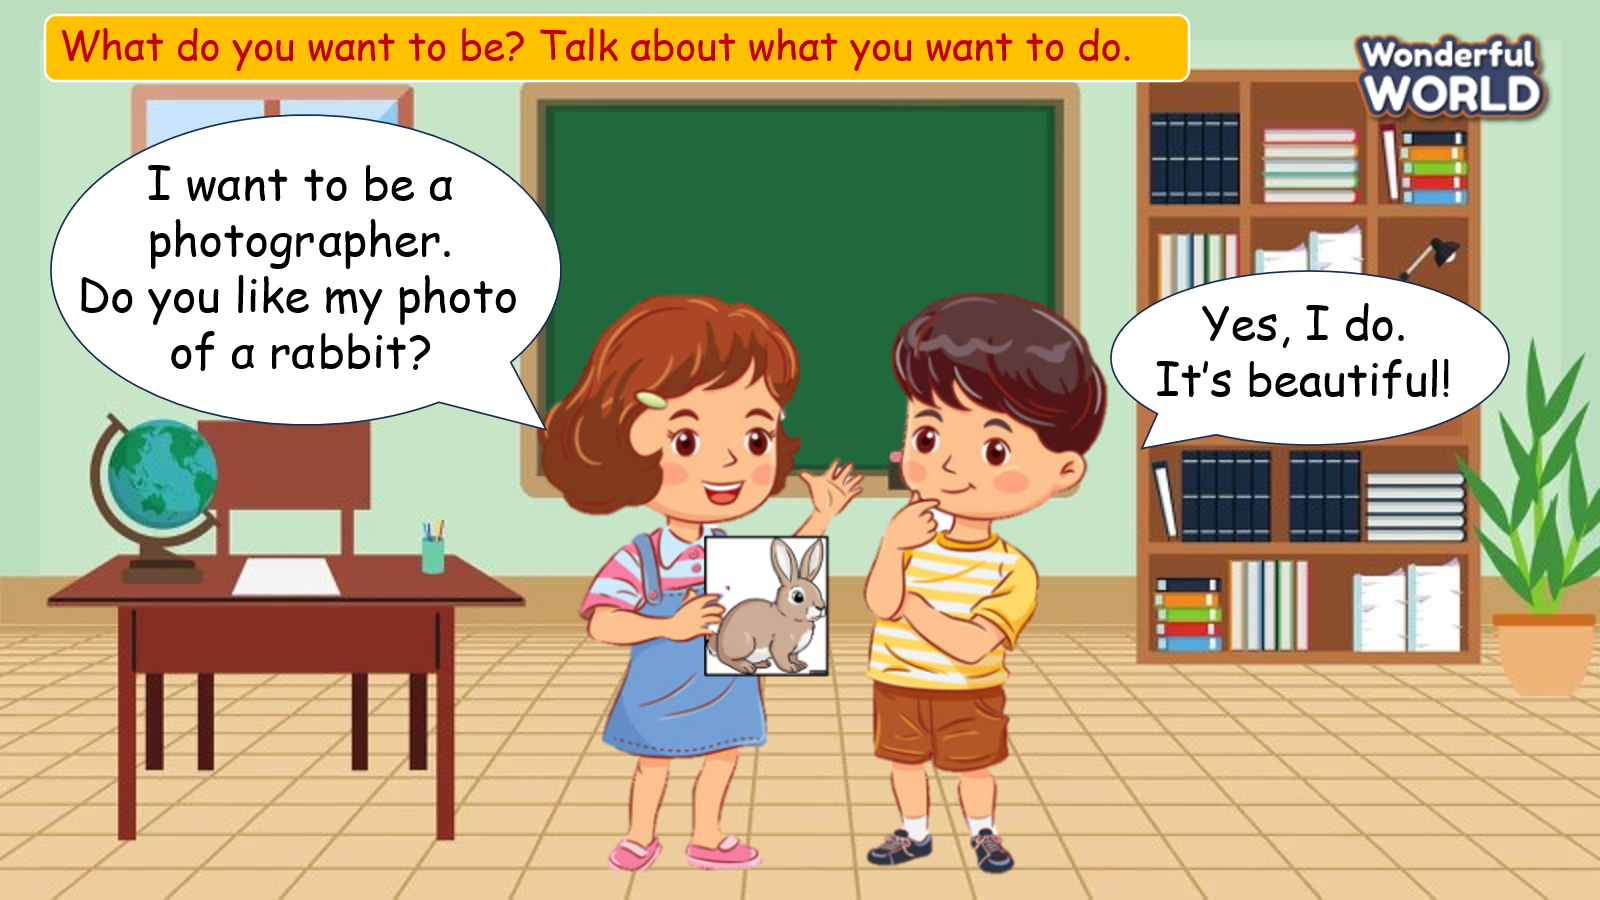 What do you want to be? Talk about what you want to do.
Wonderful
WORLD
I want to be a
photographer.
Do you like my photo
of a rabbit?
Yes, I do.
It's beautiful!